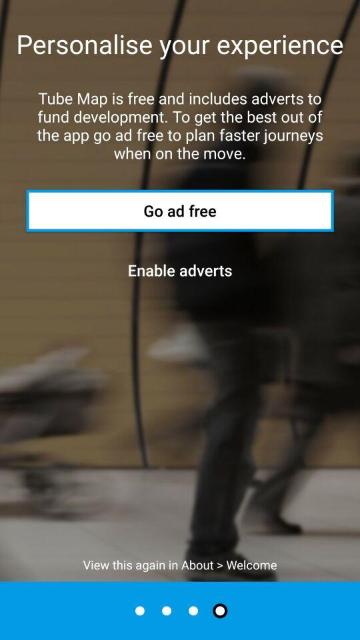 Personalise your experience
Tube Map is free and includes adverts to
fund development. To get the best out of
the app go ad free to plan faster journeys
when on the move.
Go ad free
Enable adverts
View this again in About > Welcome